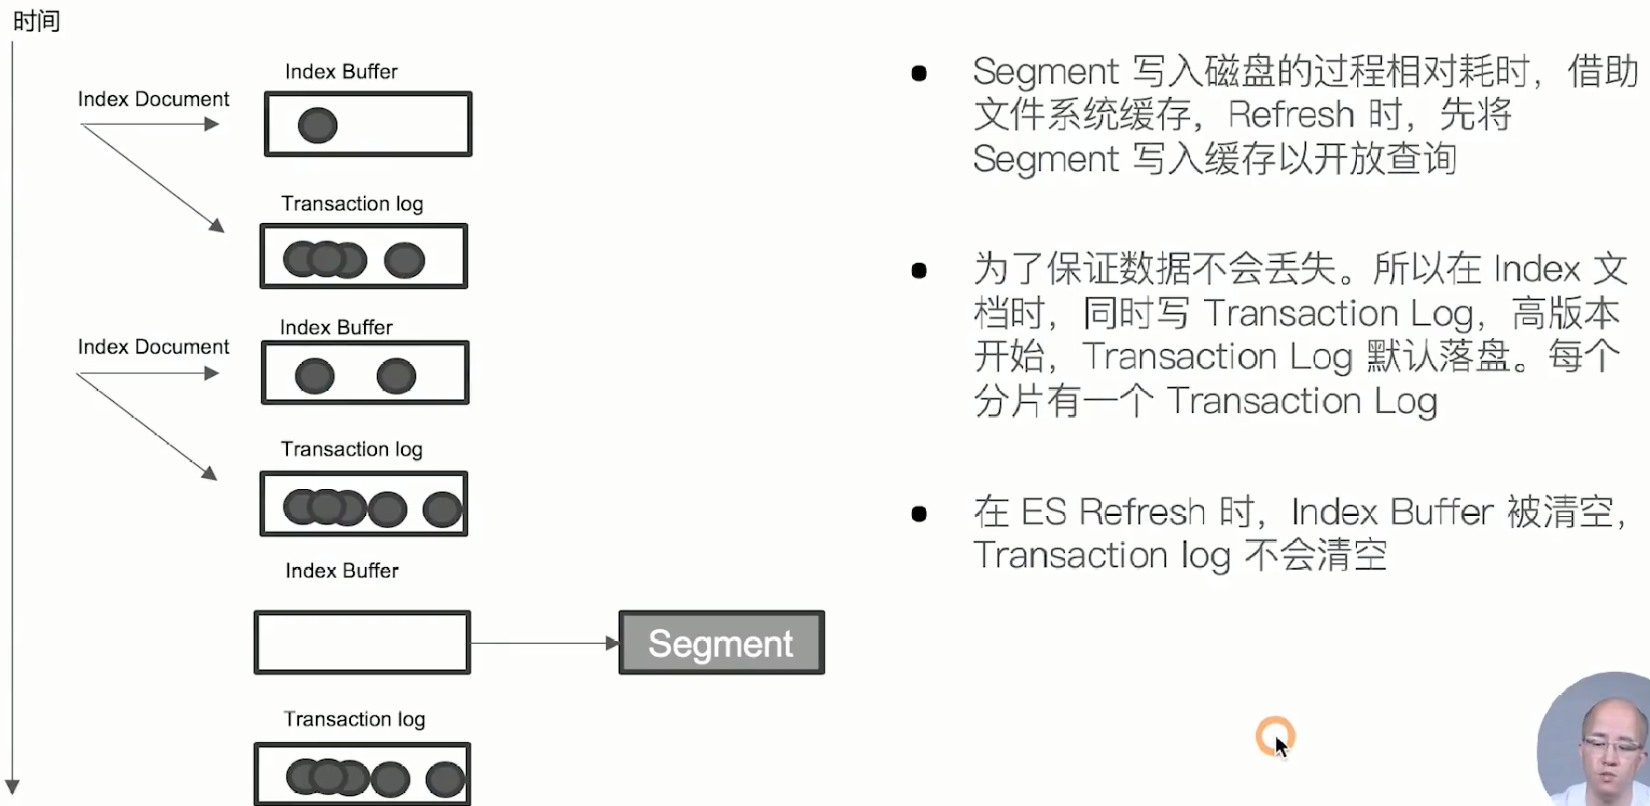 时间
Index Buffer
Index Document
Transaction log
Index Buffer
Index Document
Transaction log
Index Buffer
Segment
Transaction log
Segment 写入磁盘的过程相对耗时，借助
文件系统缓存，Refresh 时，先将
Segment 写入缓存以开放查询
为了保证数据不会丢失。所以在 Index 文
档时，同时写 Transaction Log，高版本
开始，Transaction Log 默认落盘。每个
分片有一个 Transaction Log
在 ES Refresh 时，Index Buffer 被清空，
Transaction log 不会清空